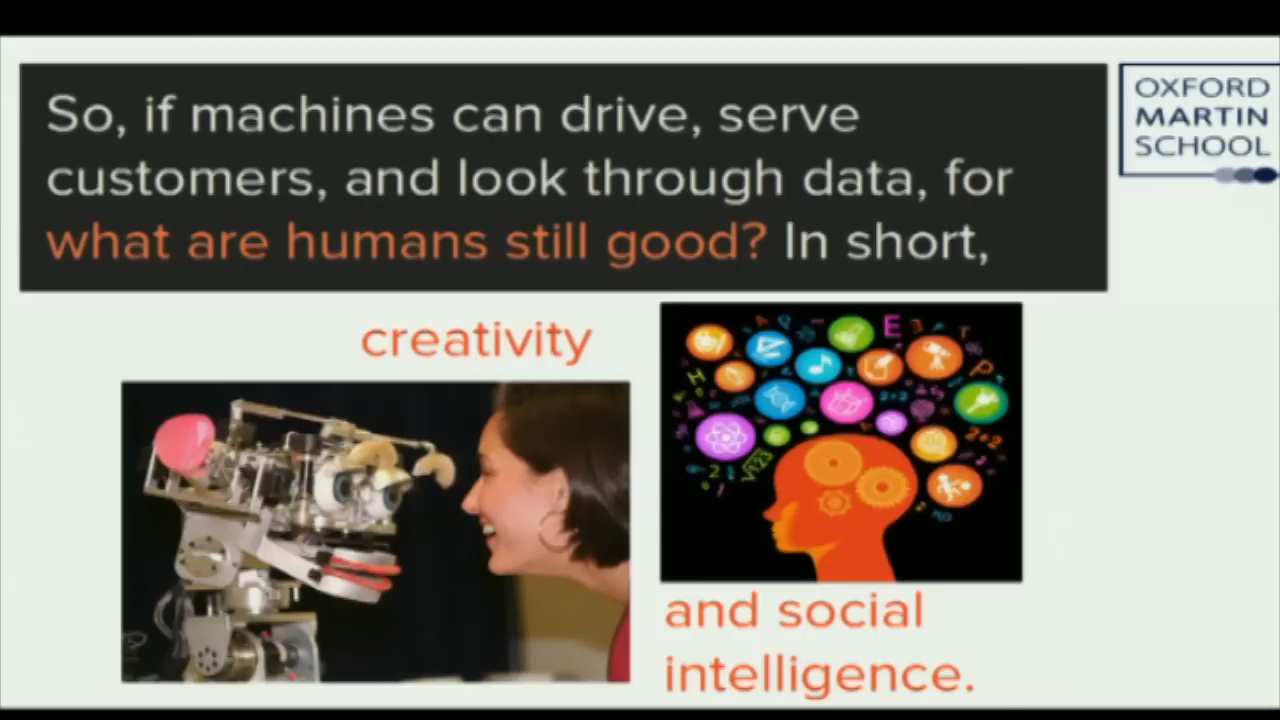 So, if machines can drive, serve
customers, and look through data, for
what are humans still good? In short,
OXFORD
MARTIN
SCHOOL
creativity
and social
intelligence.